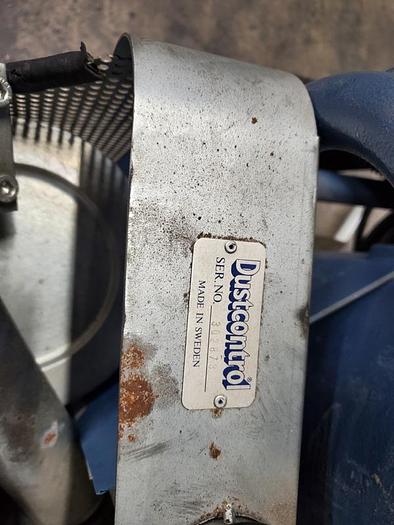 Dustcontrol®
SER NO.
MADE IN SWEDEN